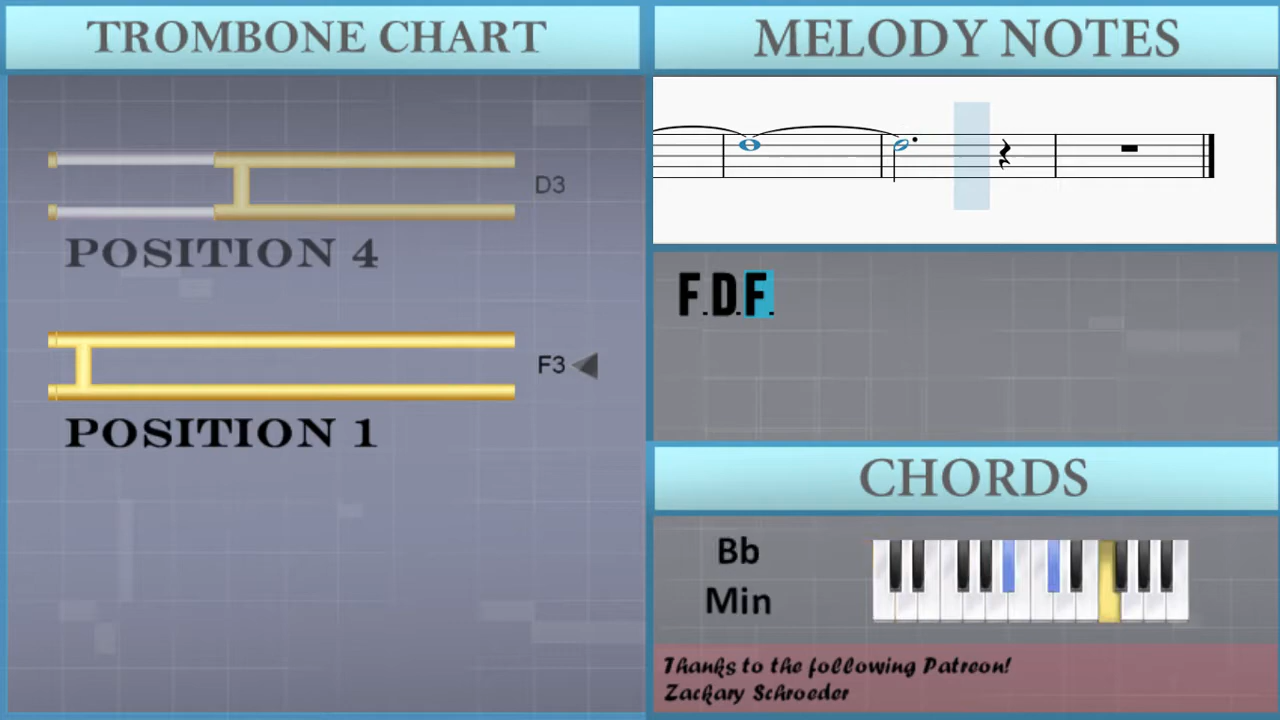 TROMBONE CHART
D3
POSITION 4
F3
POSITION 1
MELODY NOTES
F.D.F.
CHORDS
Bb
Min
Thanks to the following Patreon!
Zackary Schroeder